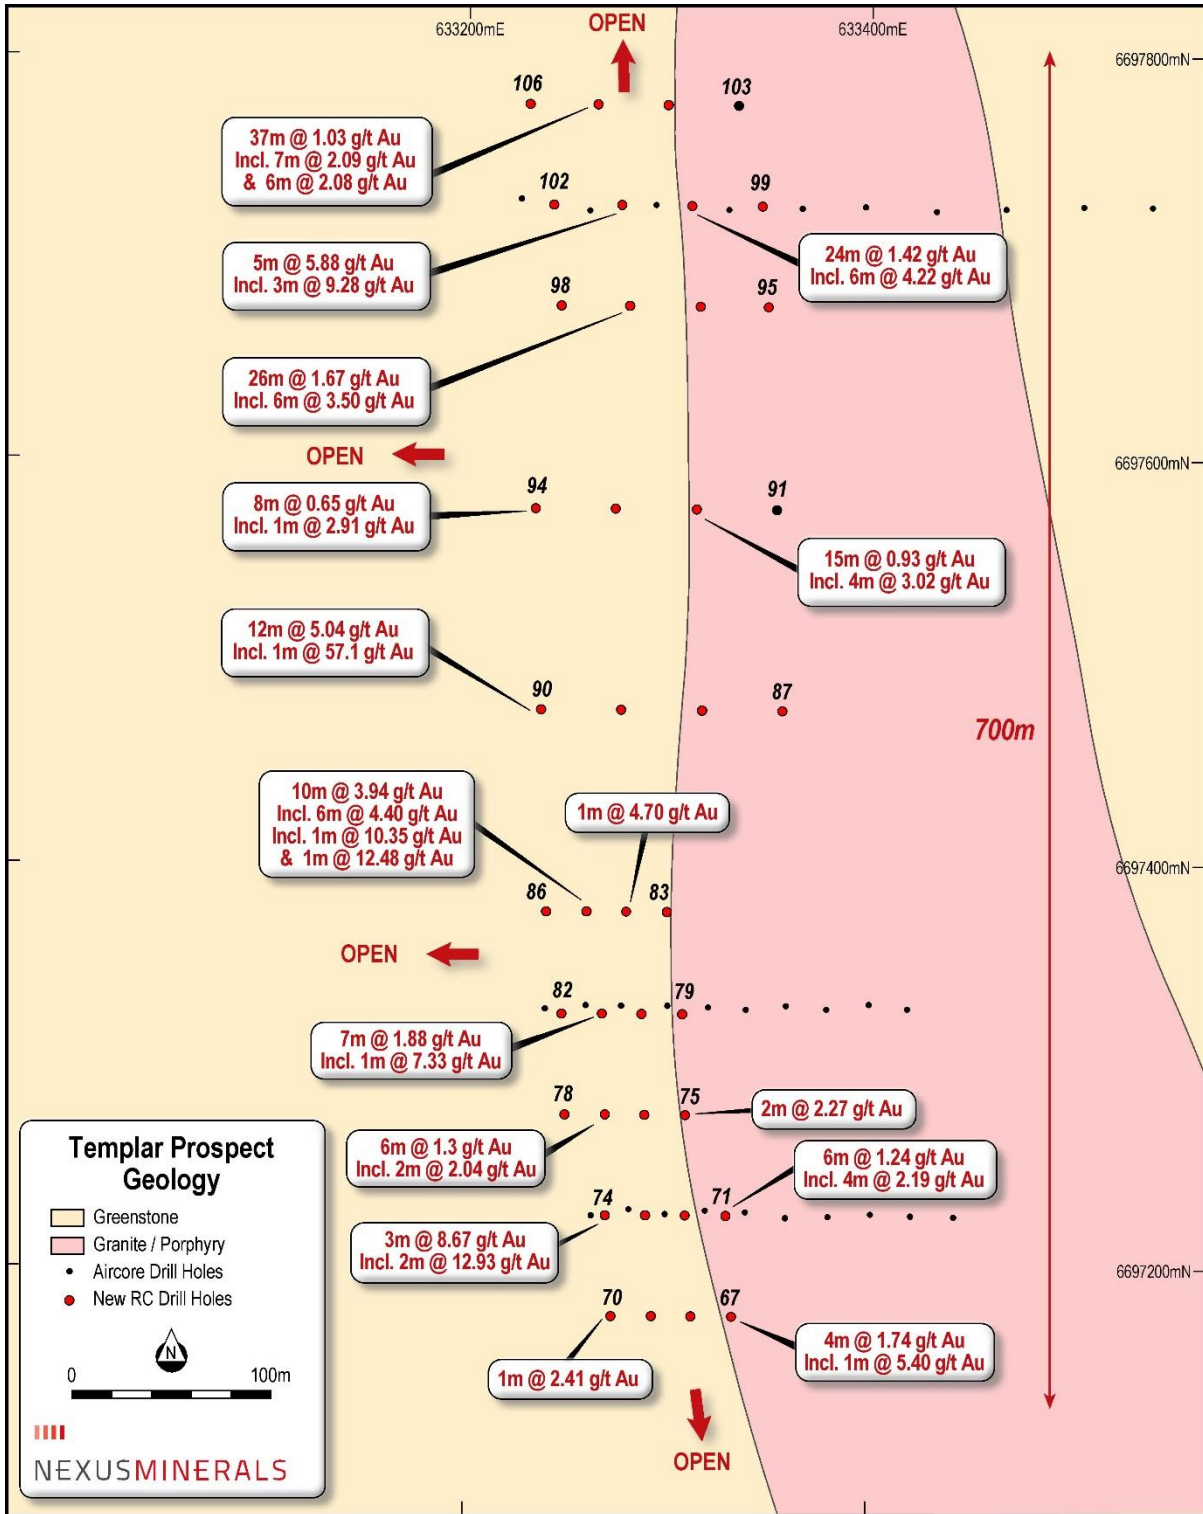 633200mE
OPEN
633400mE
6697800mN
106
103
37m @ 1.03 g/t Au
Incl. 7m @ 2.09 g/t Au
& 6m @ 2.08 g/t Au
102
99
5m @ 5.88 g/t Au
Incl. 3m @ 9.28 g/t Au
24m @ 1.42 g/t Au
Incl. 6m @ 4.22 g/t Au
98
95
26m @ 1.67 g/t Au
Incl. 6m @ 3.50 g/t Au
OPEN
6697600mN
94
91
8m @ 0.65 g/t Au
Incl. 1m @ 2.91 g/t Au
15m @ 0.93 g/t Au
Incl. 4m @ 3.02 g/t Au
12m @ 5.04 g/t Au
Incl. 1m @ 57.1 g/t Au
90
87
700m
10m @ 3.94 g/t Au
Incl. 6m @ 4.40 g/t Au
Incl. 1m @ 10.35 g/t Au
& 1m @ 12.48 g/t Au
1m @ 4.70 g/t Au
6697400mN
86
83
OPEN
82
79
7m @ 1.88 g/t Au
Incl. 1m @ 7.33 g/t Au
78
75
2m @ 2.27 g/t Au
6m @ 1.3 g/t Au
Incl. 2m @ 2.04 g/t Au
6m @ 1.24 g/t Au
Incl. 4m @ 2.19 g/t Au
74
71
3m @ 8.67 g/t Au
Incl. 2m @ 12.93 g/t Au
6697200mN
70
67
4m @ 1.74 g/t Au
Incl. 1m @ 5.40 g/t Au
1m @ 2.41 g/t Au
OPEN
Templar Prospect
Geology
Greenstone
Granite / Porphyry
Aircore Drill Holes
New RC Drill Holes
N
0 100m
NEXUSMINERALS